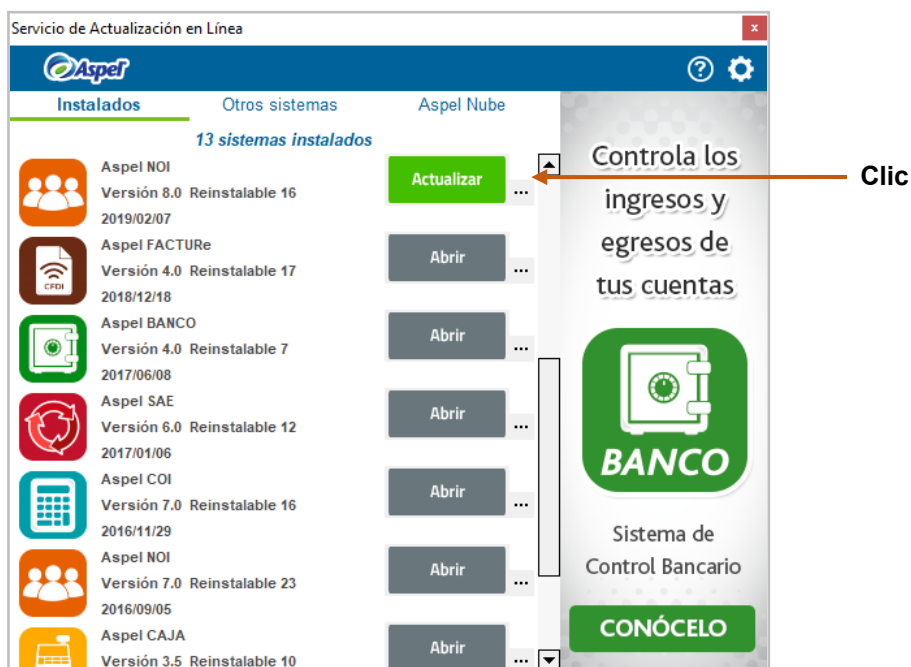 Servicio de Actualización en Línea
x
Aspel
?
Instalados
Otros sistemas
Aspel Nube
13 sistemas instalados
Aspel NOI
Versión 8.0 Reinstalable 16
2019/02/07
Actualizar
...
Clic
Aspel FACTURe
Versión 4.0 Reinstalable 17
2018/12/18
CFDI
Abrir
...
Aspel BANCO
Versión 4.0 Reinstalable 7
2017/06/08
Abrir
...
Aspel SAE
Versión 6.0 Reinstalable 12
2017/01/06
Abrir
...
Aspel COI
Versión 7.0 Reinstalable 16
2016/11/29
Abrir
...
Aspel NOI
Versión 7.0 Reinstalable 23
2016/09/05
Abrir
...
Aspel CAJA
Versión 3.5 Reinstalable 10
Abrir
...
Controla los
ingresos y
egresos de
tus cuentas
BANCO
Sistema de
Control Bancario
CONÓCELO